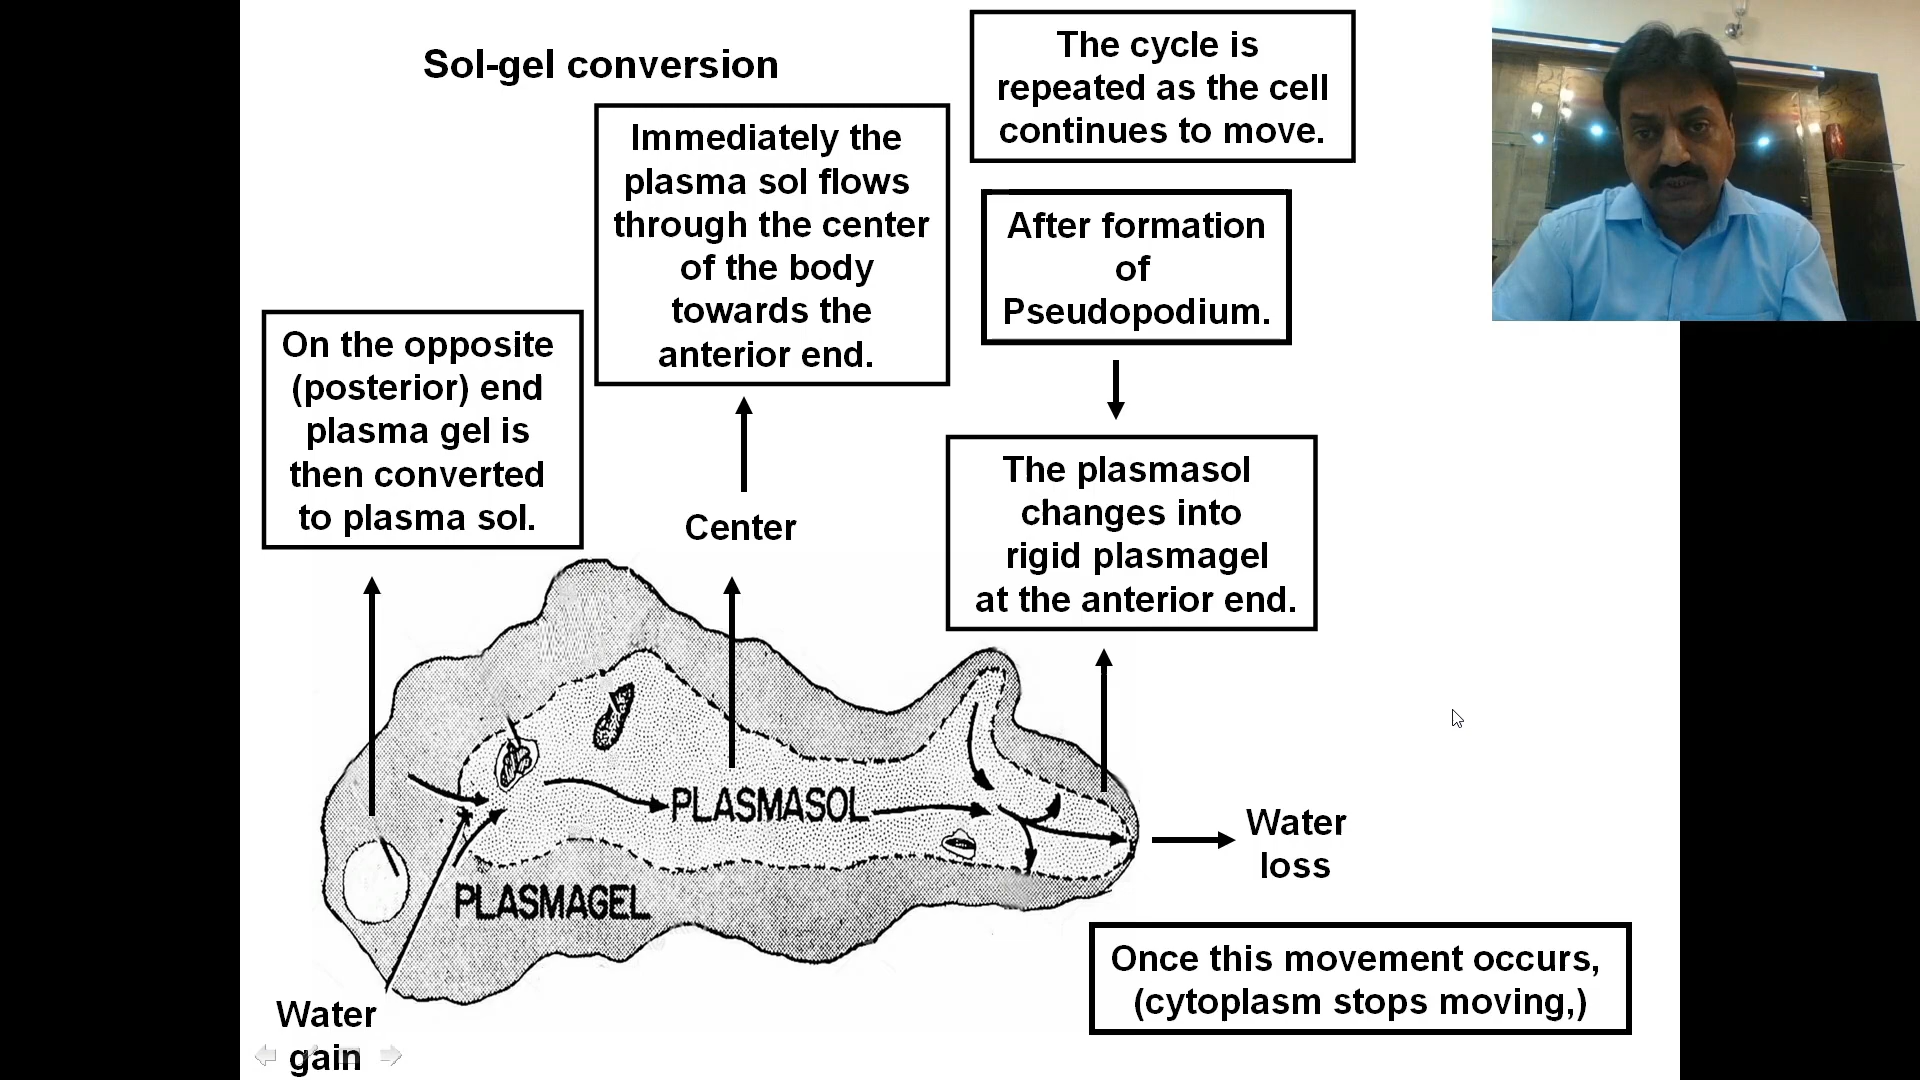 Sol-gel conversion
The cycle is
repeated as the cell
continues to move.
Immediately the
plasma sol flows
through the center
of the body
towards the
anterior end.
After formation
of
Pseudopodium.
On the opposite
(posterior) end
plasma gel is
then converted
to plasma sol.
Center
The plasmasol
changes into
rigid plasmagel
at the anterior end.
PLASMASOL
Water
loss
PLASMAGEL
Once this movement occurs,
(cytoplasm stops moving,)
Water
gain